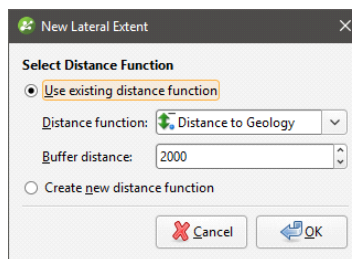 New Lateral Extent
Select Distance Function
Use existing distance function
Distance function: Distance to Geology
Buffer distance: 2000
Create new distance function
Cancel OK